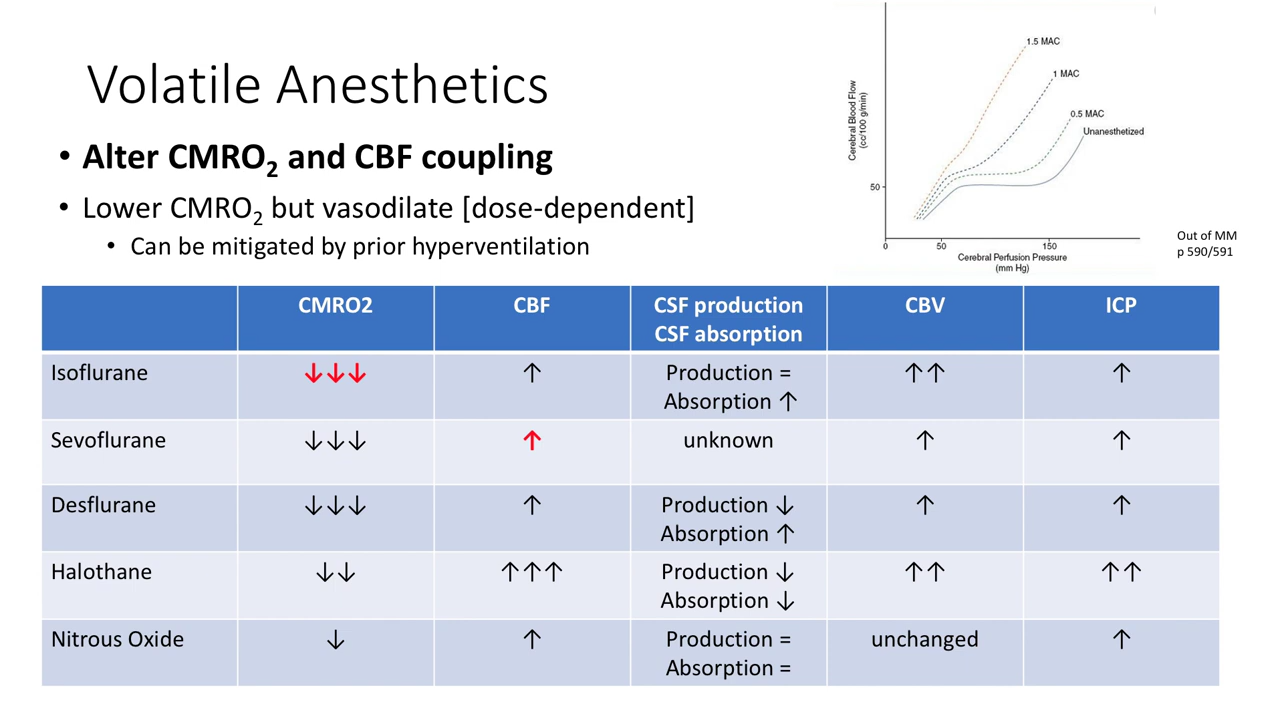 Volatile Anesthetics
• Alter CMRO₂ and CBF coupling
• Lower CMRO₂ but vasodilate [dose-dependent]
• Can be mitigated by prior hyperventilation
Cerebral Blood Flow
(cc/100 g/min)
1.5 MAC
1 MAC
0.5 MAC
Unanesthetized
50
0
50
150
Cerebral Perfusion Pressure
(mm Hg)
Out of MM
p 590/591
CMRO2 CBF CSF production CBV ICP
CSF absorption
Isoflurane ↓↓↓ ↑ Production = ↑↑ ↑
Absorption ↑
Sevoflurane ↓↓↓ ↑ unknown ↑ ↑
Desflurane ↓↓↓ ↑ Production ↓ ↑ ↑
Absorption ↑
Halothane ↓↓ ↑↑↑ Production ↓ ↑↑ ↑↑
Absorption ↓
Nitrous Oxide ↓ ↑ Production = unchanged ↑
Absorption =